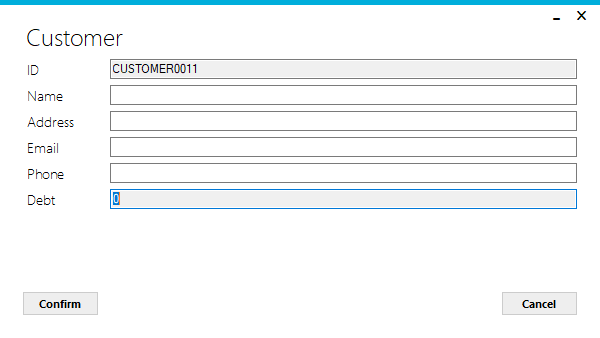 Customer
ID CUSTOMER0011
Name
Address
Email
Phone
Debt 0
Confirm Cancel